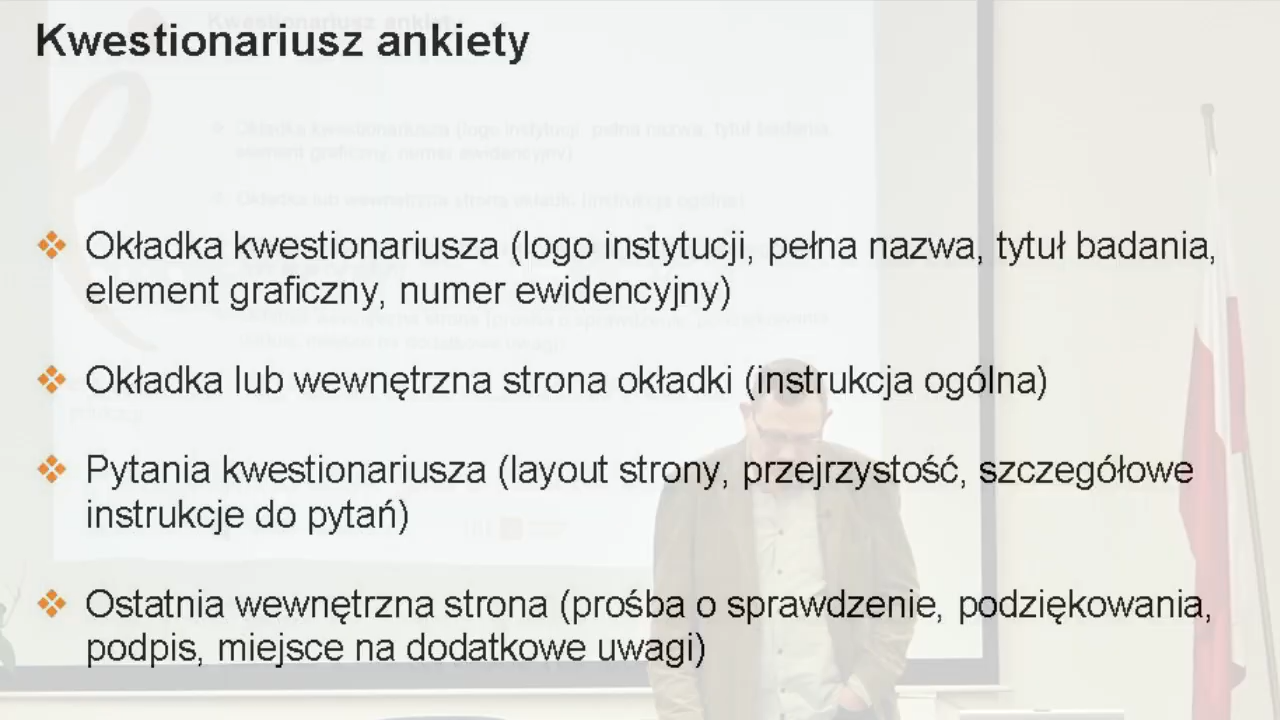 Kwestionariusz ankiety
Okładka kwestionariusza (logo instytucji, pełna nazwa, tytuł badania,
element graficzny, numer ewidencyjny)
Okładka lub wewnętrzna strona okładki (instrukcja ogólna)
Pytania kwestionariusza (layout strony, przejrzystość, szczegółowe
instrukcje do pytań)
Ostatnia wewnętrzna strona (prośba o sprawdzenie, podziękowania,
podpis, miejsce na dodatkowe uwagi)